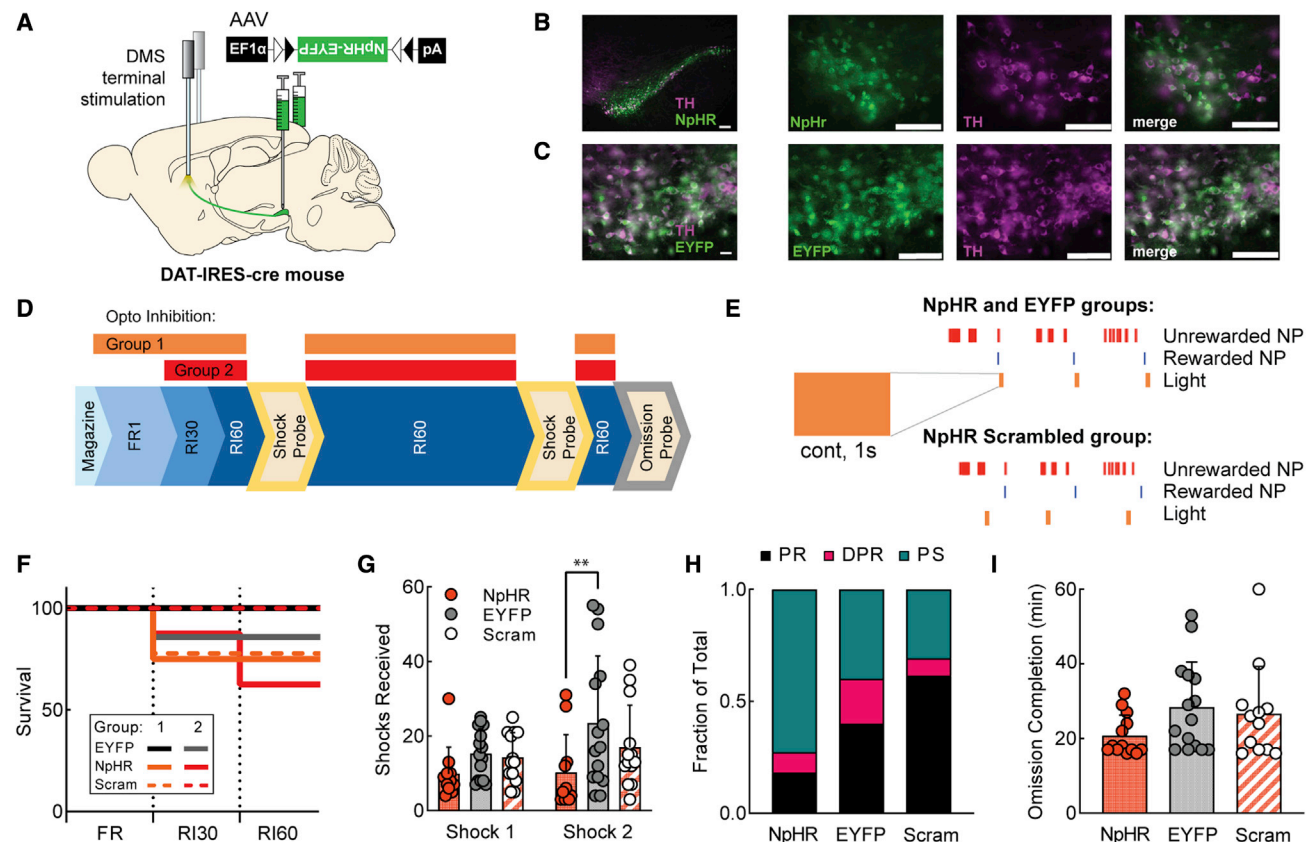 A
AAV
EF1α
NpHR-EYFP
pA
DMS
terminal
stimulation
DAT-IRES-cre mouse
B
TH
NpHR
NpHr
TH
merge
C
TH
EYFP
EYFP
TH
merge
D
Opto Inhibition:
Group 1
Group 2
Magazine
FR1
RI30
RI60
Shock
Probe
RI60
Shock
Probe
RI60
Omission
Probe
E
NpHR and EYFP groups:
Unrewarded NP
Rewarded NP
Light
cont, 1s
NpHR Scrambled group:
Unrewarded NP
Rewarded NP
Light
F
Survival
100
50
0
Group: 1 2
EYFP
NpHR
Scram
FR RI30 RI60
G
Shocks Received
60
40
20
0
NpHR
EYFP
Scram
**
Shock 1 Shock 2
H
PR DPR PS
Fraction of Total
1.0
0.5
0.0
NpHR EYFP Scram
I
Omission Completion (min)
60
40
20
0
NpHR EYFP Scram